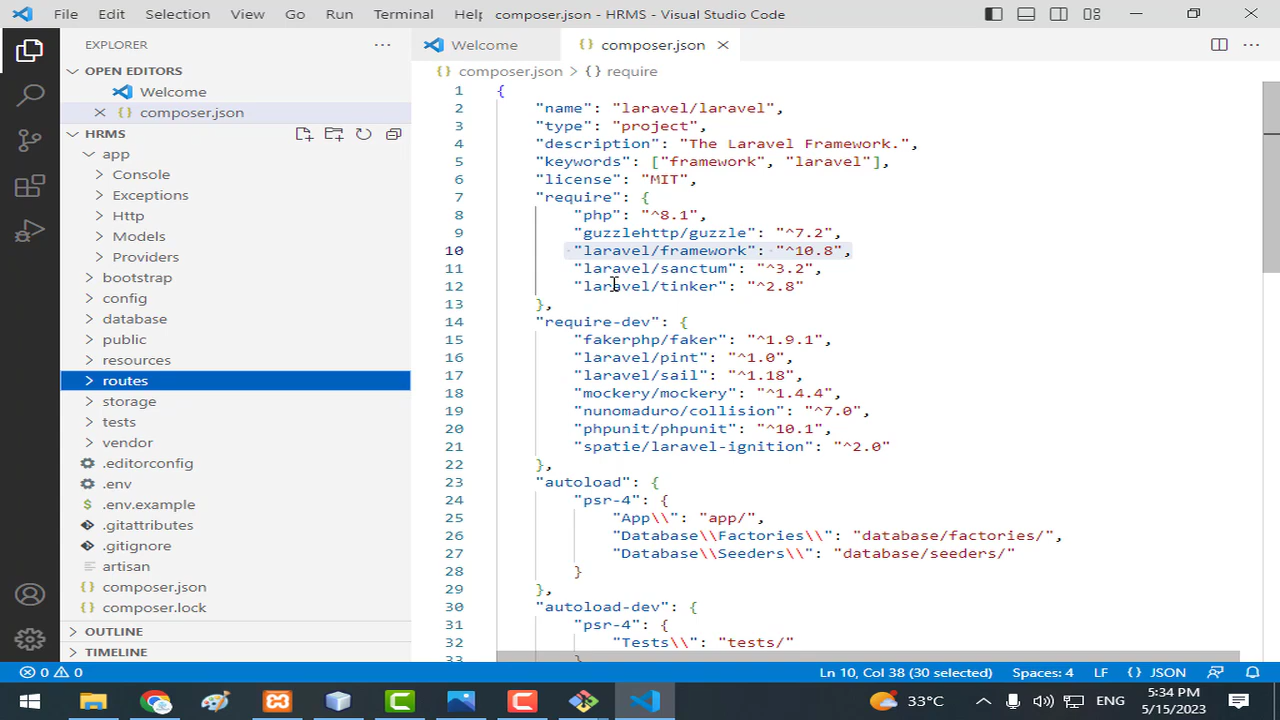 File Edit Selection View Go Run Terminal Help composer.json - HRMS - Visual Studio Code
EXPLORER
OPEN EDITORS
Welcome
composer.json
HRMS
app
Console
Exceptions
Http
Models
Providers
bootstrap
config
database
public
resources
routes
storage
tests
vendor
.editorconfig
.env
.env.example
.gitattributes
.gitignore
artisan
composer.json
composer.lock
OUTLINE
TIMELINE
Welcome composer.json
{} composer.json > {} require
1 {
2 "name": "laravel/laravel",
3 "type": "project",
4 "description": "The Laravel Framework.",
5 "keywords": ["framework", "laravel"],
6 "license": "MIT",
7 "require": {
8 "php": "^8.1",
9 "guzzlehttp/guzzle": "^7.2",
10 "laravel/framework": "^10.8",
11 "laravel/sanctum": "^3.2",
12 "laravel/tinker": "^2.8"
13 },
14 "require-dev": {
15 "fakerphp/faker": "^1.9.1",
16 "laravel/pint": "^1.0",
17 "laravel/sail": "^1.18",
18 "mockery/mockery": "^1.4.4",
19 "nunomaduro/collision": "^7.0",
20 "phpunit/phpunit": "^10.1",
21 "spatie/laravel-ignition": "^2.0"
22 },
23 "autoload": {
24 "psr-4": {
25 "App\\": "app/",
26 "Database\\Factories\\": "database/factories/",
27 "Database\\Seeders\\": "database/seeders/"
28 }
29 },
30 "autoload-dev": {
31 "psr-4": {
32 "Tests\\": "tests/"
33 }
0 0 Ln 10, Col 38 (30 selected) Spaces: 4 LF {} JSON
33°C ENG 5:34 PM
5/15/2023